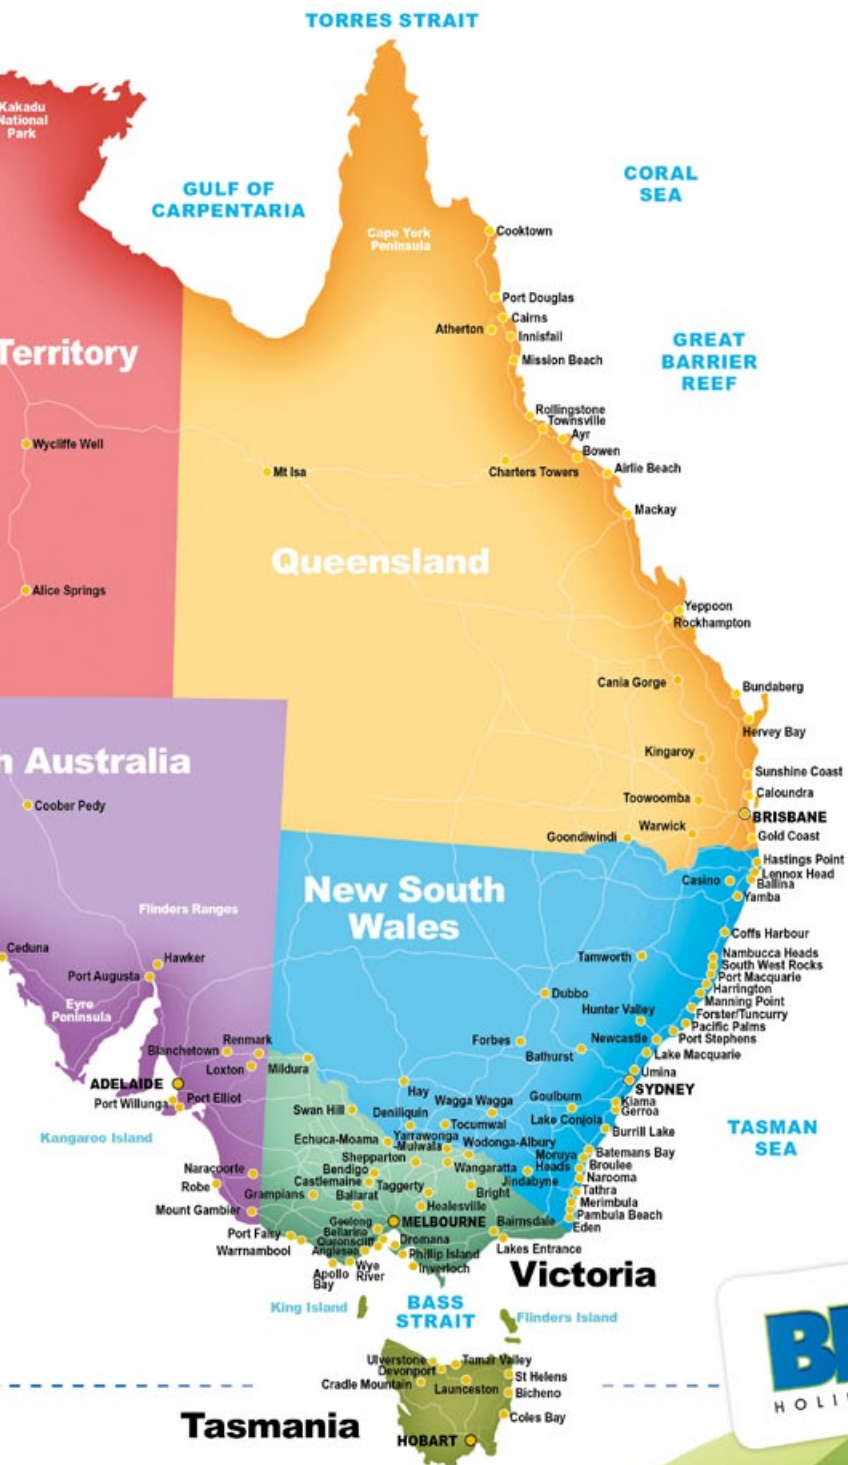 TORRES STRAIT
Kakadu
National
Park
CORAL
SEA
GULF OF
CARPENTARIA
Cape York
Peninsula
Cooktown
Port Douglas
Cairns
Atherton
Innisfail
Mission Beach
GREAT
BARRIER
REEF
Territory
Rollingstone
Townsville
Ayr
Wycliffe Well
Bowen
Mt Isa
Charters Towers
Airlie Beach
Mackay
Queensland
Alice Springs
Yeppoon
Rockhampton
Cania Gorge
Bundaberg
Hervey Bay
h Australia
Kingaroy
Sunshine Coast
Caloundra
Coober Pedy
Toowoomba
BRISBANE
Warwick
Goondiwindi
Gold Coast
Hastings Point
Lennox Head
Casino
Ballina
Yamba
New South
Wales
Flinders Ranges
Coffs Harbour
Ceduna
Hawker
Tamworth
Nambucca Heads
South West Rocks
Port Augusta
Port Macquarie
Harrington
Dubbo
Manning Point
Eyre
Peninsula
Hunter Valley
Forster/Tuncurry
Pacific Palms
Renmark
Forbes
Newcastle
Port Stephens
Blanchetown
Bathurst
Lake Macquarie
Loxton
Mildura
Umina
ADELAIDE
SYDNEY
Hay
Port Willunga
Port Elliot
Wagga Wagga
Goulburn
Kiama
Gerroa
Swan Hill
Deniliquin
Tocumwal
Lake Conjola
Burrill Lake
TASMAN
SEA
Kangaroo Island
Echuca-Moama
Yarrawonga
-Mulwala
Wodonga-Albury
Shepparton
Moruya
Heads
Batemans Bay
Naracoorte
Bendigo
Wangaratta
Broulee
Castlemaine
Jindabyne
Narooma
Robe
Taggerty
Grampians
Ballarat
Bright
Tathra
Merimbula
Mount Gambier
Healesville
Pambula Beach
Geelong
MELBOURNE
Bairnsdale
Eden
Port Fairy
Bellarine
Queenscliff
Dromana
Warrnambool
Anglesea
Phillip Island
Lakes Entrance
Apollo
Bay
Wye
River
Inverloch
Victoria
King Island
BASS
STRAIT
Flinders Island
Ulverstone
Tamar Valley
Devonport
St Helens
Cradle Mountain
Launceston
Bicheno
Tasmania
Coles Bay
HOBART
HOLI